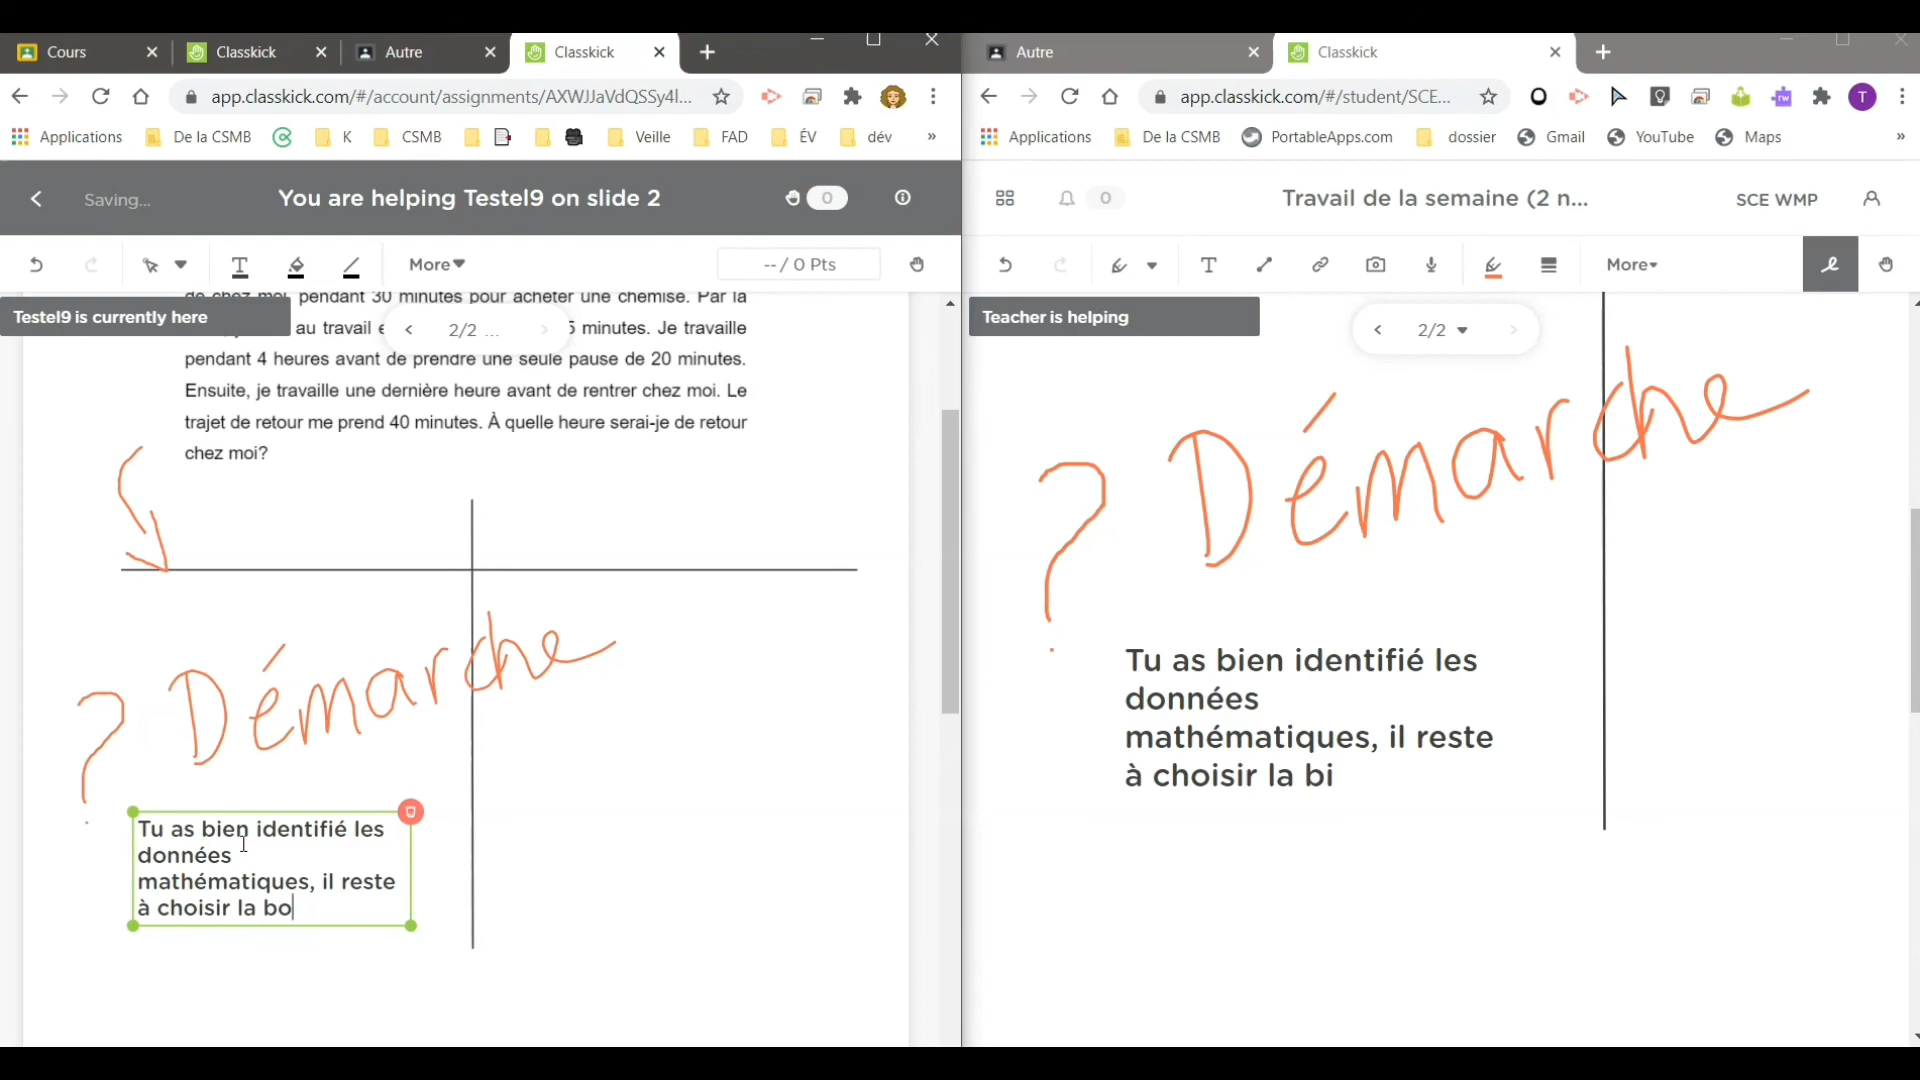 Cours
Classkick
Autre
Classkick
app.classkick.com/#/account/assignments/AXWJJaVdQSSy4l...
Applications
De la CSMB
K
CSMB
Veille
FAD
ÉV
dév
»
Saving...
You are helping Testel9 on slide 2
0
More
-- / 0 Pts
Testel9 is currently here
2/2 ...
de chez moi, pendant 30 minutes pour acheter une chemise. Par la
au travail e 5 minutes. Je travaille
pendant 4 heures avant de prendre une seule pause de 20 minutes.
Ensuite, je travaille une dernière heure avant de rentrer chez moi. Le
trajet de retour me prend 40 minutes. À quelle heure serai-je de retour
chez moi?
? Démarche
Tu as bien identifié les
données
mathématiques, il reste
à choisir la bo
Autre
Classkick
app.classkick.com/#/student/SCE...
T
Applications
De la CSMB
PortableApps.com
dossier
Gmail
YouTube
Maps
»
0
Travail de la semaine (2 n...
SCE WMP
More
Teacher is helping
2/2
? Démarche
Tu as bien identifié les
données
mathématiques, il reste
à choisir la bi